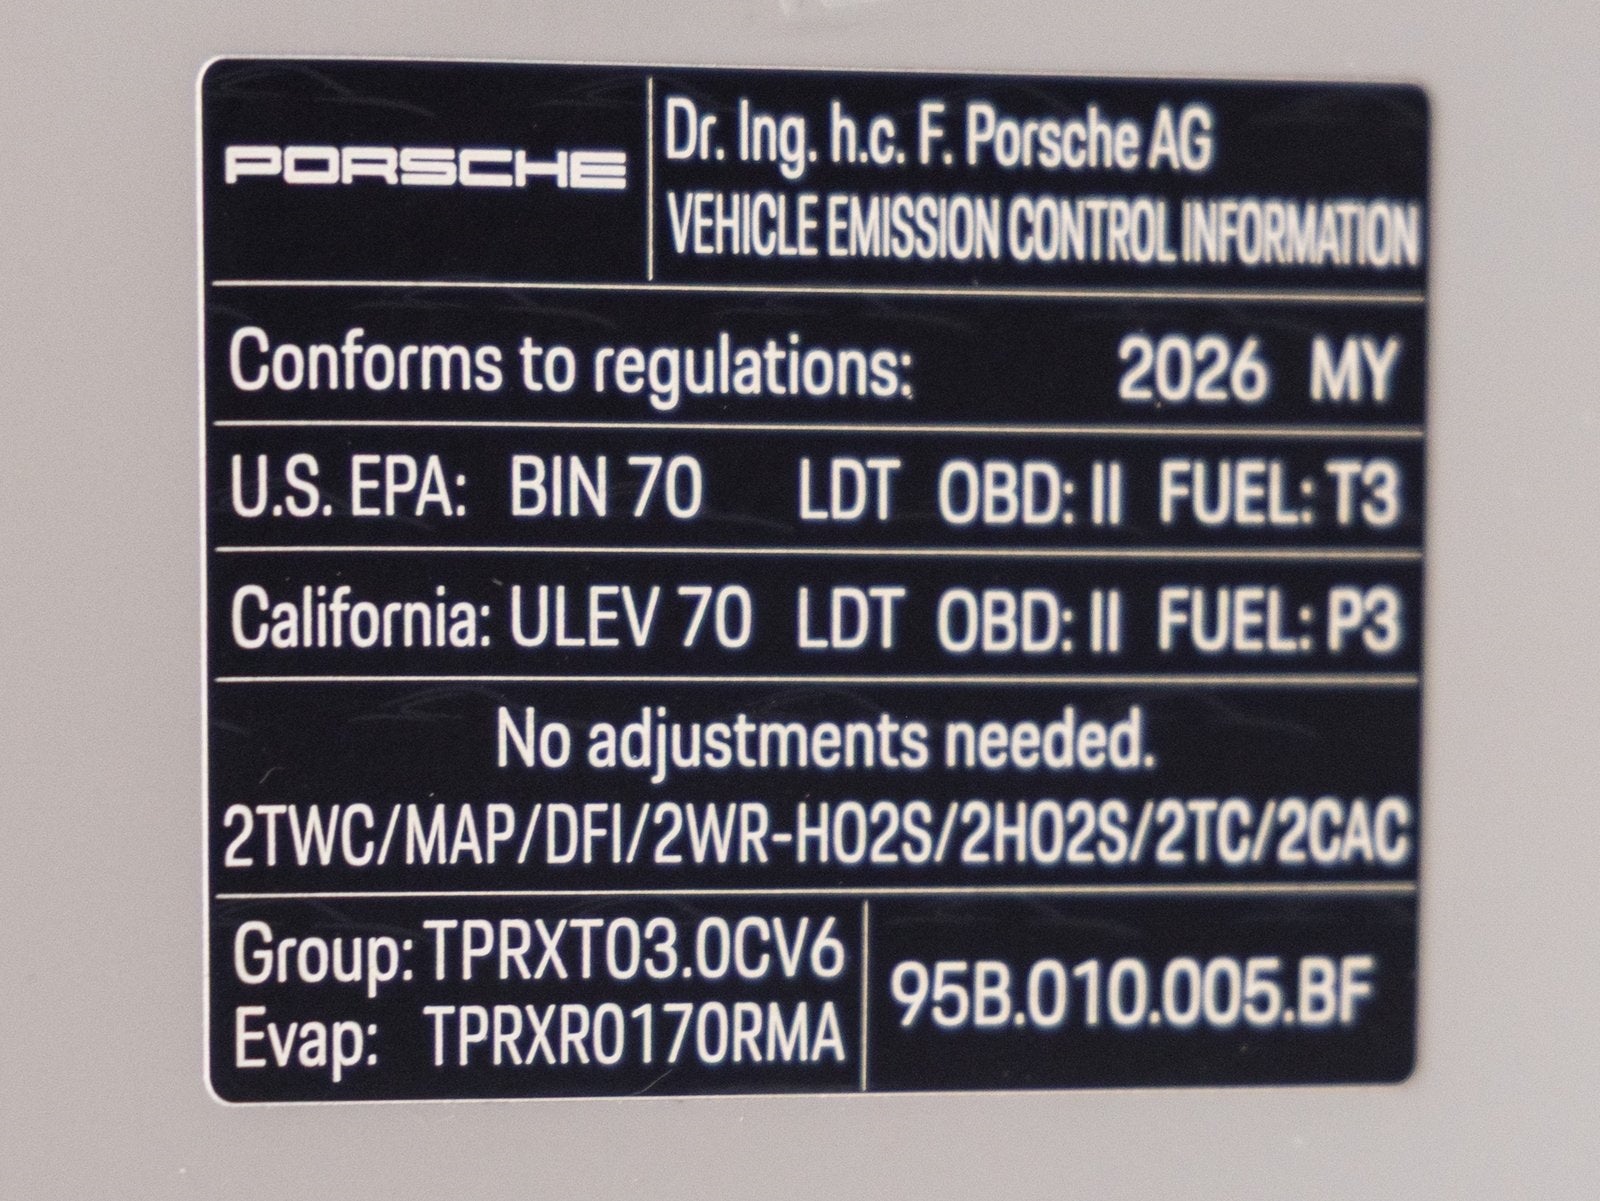 PORSCHE
Dr. Ing. h.c. F. Porsche AG
VEHICLE EMISSION CONTROL INFORMATION
Conforms to regulations: 2026 MY
U.S. EPA: BIN 70 LDT OBD: II FUEL: T3
California: ULEV 70 LDT OBD: II FUEL: P3
No adjustments needed.
2TWC/MAP/DFI/2WR-HO2S/2HO2S/2TC/2CAC
Group: TPRXT03.0CV6
Evap: TPRXR0170RMA
95B.010.005.BF